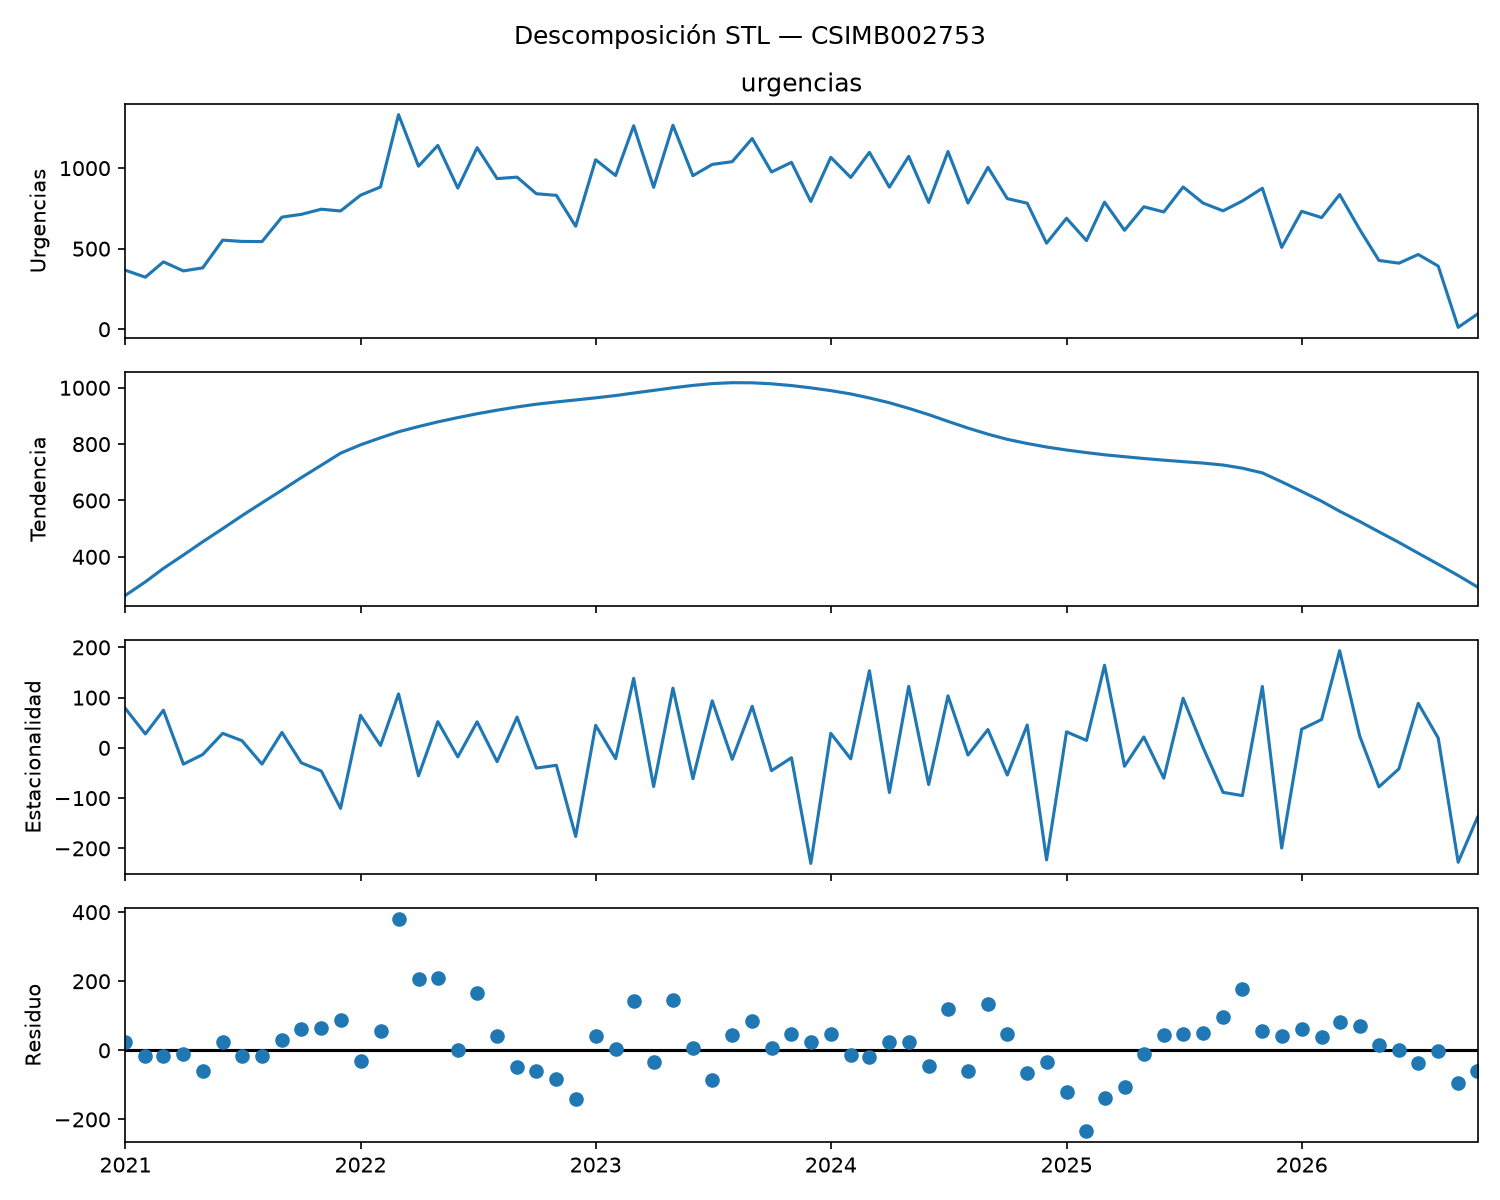 Descomposición STL — CSIMB002753
urgencias
Urgencias
1000
500
0
Tendencia
1000
800
600
400
Estacionalidad
200
100
0
−100
−200
Residuo
400
200
0
−200
2021 2022 2023 2024 2025 2026